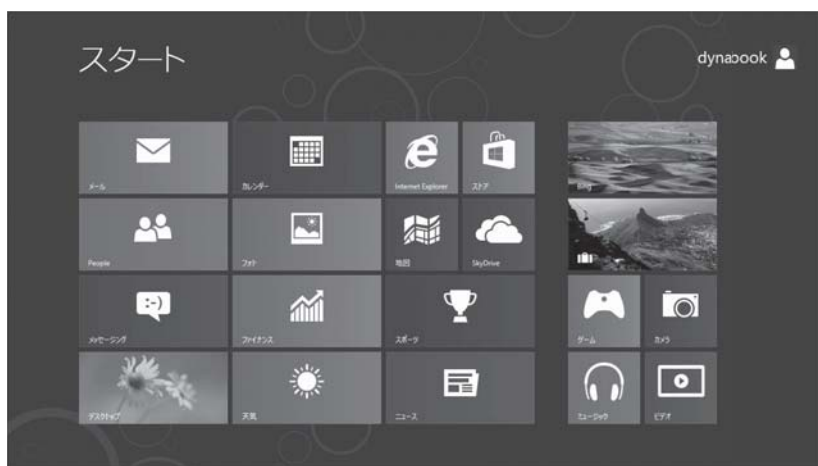 スタート
dynabook
メール
カレンダー
Internet Explorer
ストア
Bing
People
フォト
地図
SkyDrive
メッセージング
ファイナンス
スポーツ
ゲーム
カメラ
デスクトップ
天気
ニュース
ミュージック
ビデオ